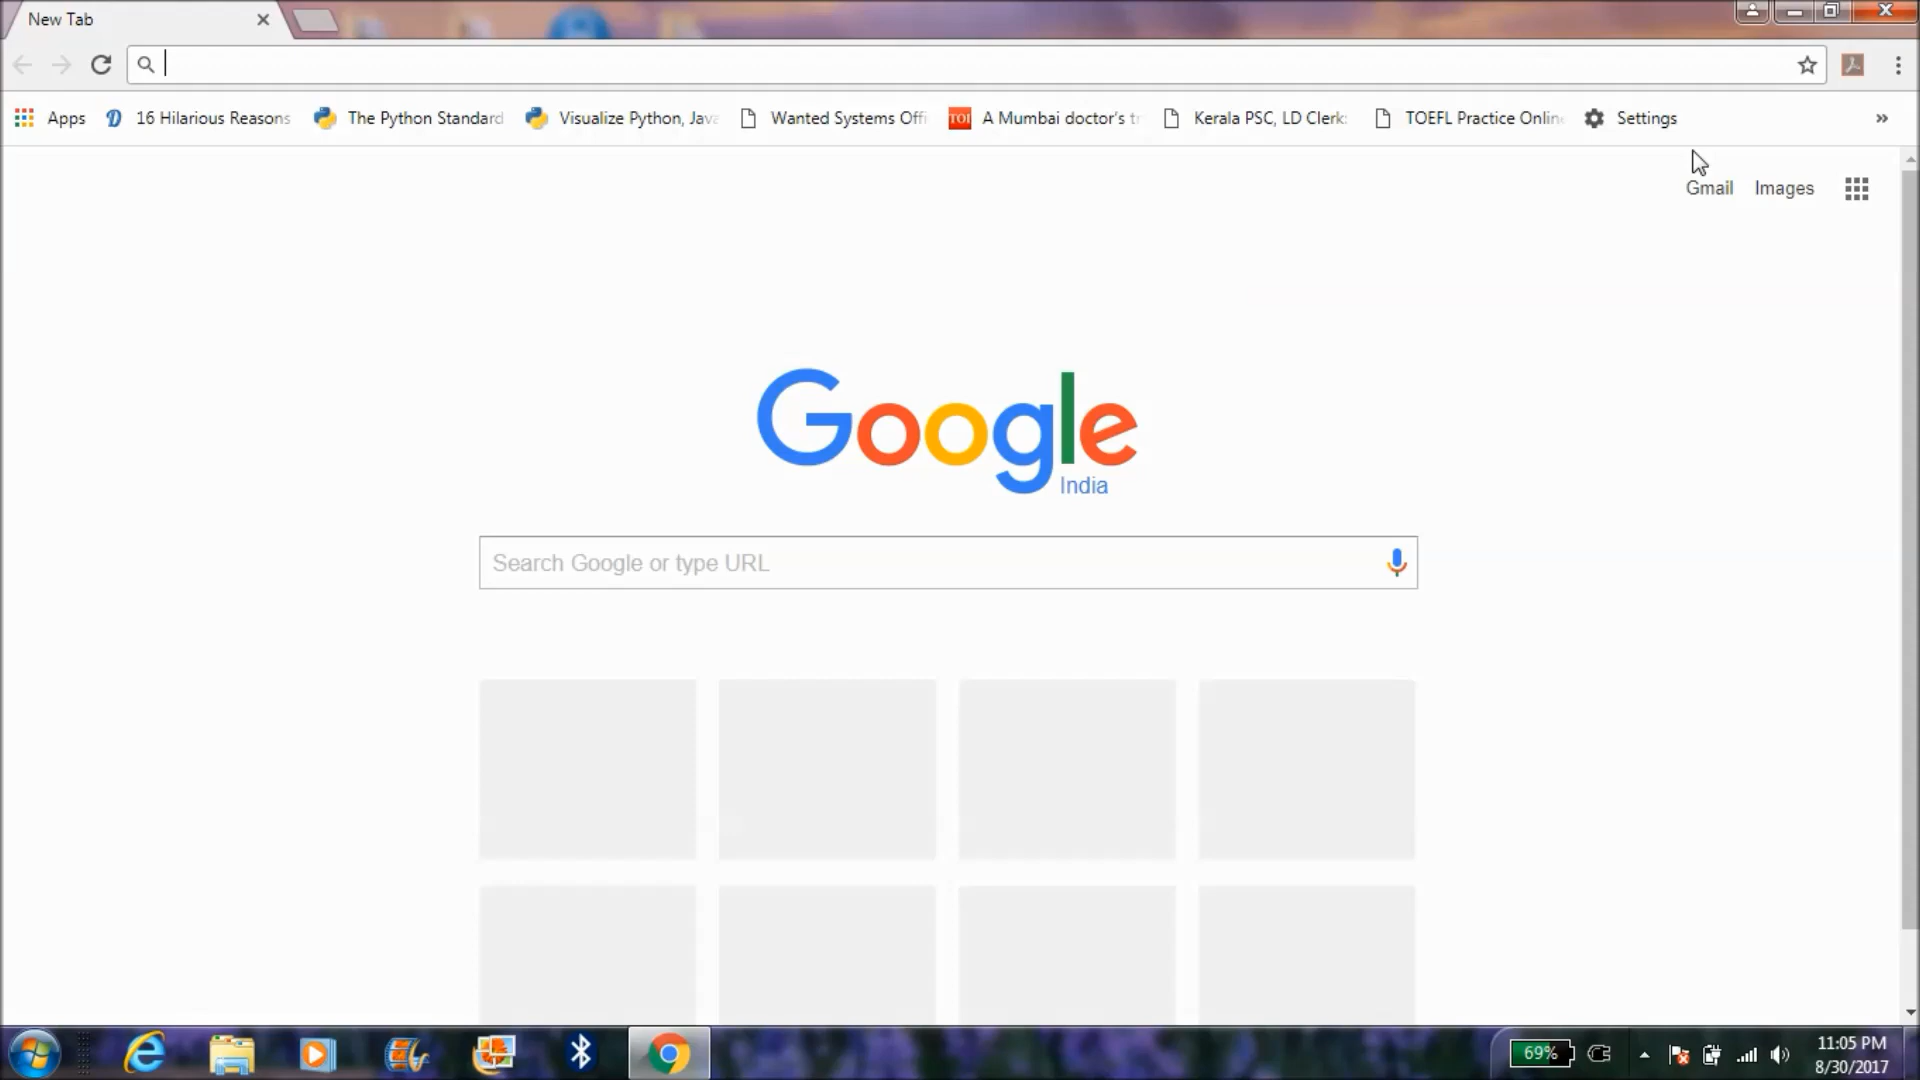 New Tab
Apps 16 Hilarious Reasons The Python Standard Visualize Python, Java Wanted Systems Offi TOI A Mumbai doctor's tr Kerala PSC, LD Clerk: TOEFL Practice Onlin Settings »
Gmail Images
Google
India
Search Google or type URL
69% 11:05 PM
8/30/2017